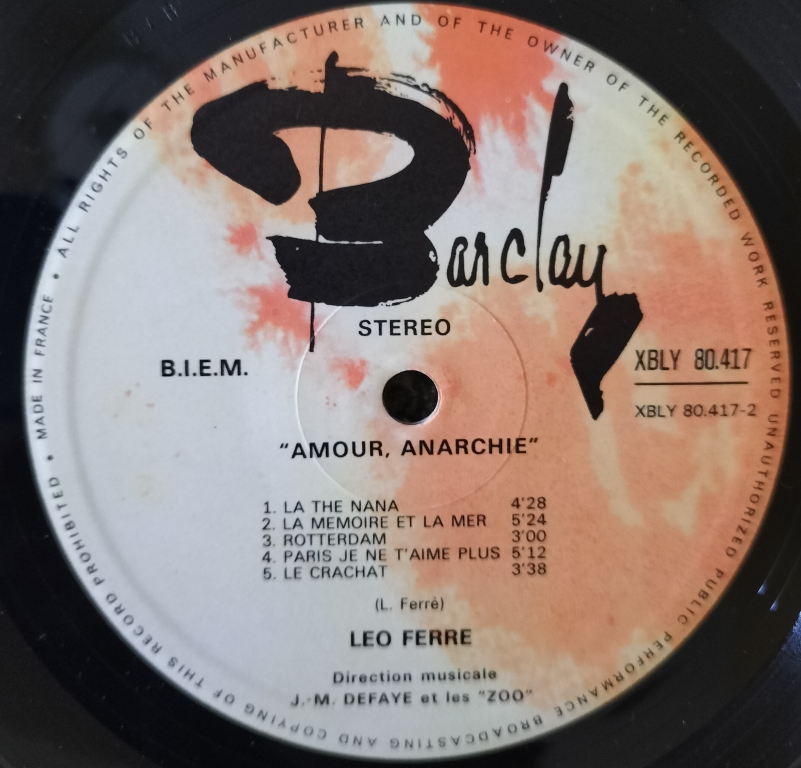 ALL RIGHTS OF THE MANUFACTURER AND OF THE OWNER OF THE RECORDED WORK RESERVED UNAUTHORIZED PUBLIC PERFORMANCE BROADCASTING AND COPYING OF THIS RECORD PROHIBITED • MADE IN FRANCE •
Barclay
STEREO
B.I.E.M.
XBLY 80.417
XBLY 80.417-2
"AMOUR, ANARCHIE"
1. LA THE NANA 4'28
2. LA MEMOIRE ET LA MER 5'24
3. ROTTERDAM 3'00
4. PARIS JE NE T'AIME PLUS 5'12
5. LE CRACHAT 3'38
(L. Ferré)
LEO FERRE
Direction musicale
J.-M. DEFAYE et les "ZOO"